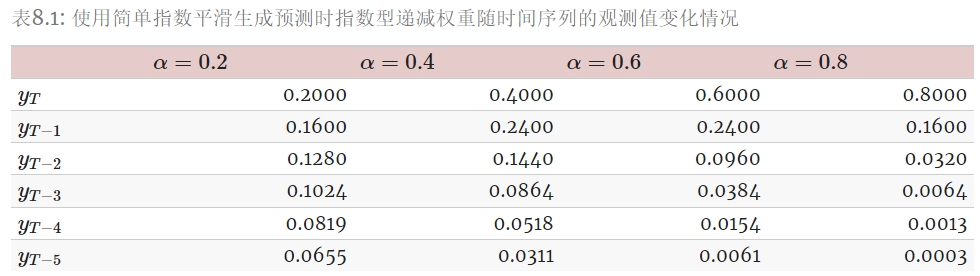 表8.1: 使用简单指数平滑生成预测时指数型递减权重随时间序列的观测值变化情况
α = 0.2 α = 0.4 α = 0.6 α = 0.8
y_T 0.2000 0.4000 0.6000 0.8000
y_{T−1} 0.1600 0.2400 0.2400 0.1600
y_{T−2} 0.1280 0.1440 0.0960 0.0320
y_{T−3} 0.1024 0.0864 0.0384 0.0064
y_{T−4} 0.0819 0.0518 0.0154 0.0013
y_{T−5} 0.0655 0.0311 0.0061 0.0003